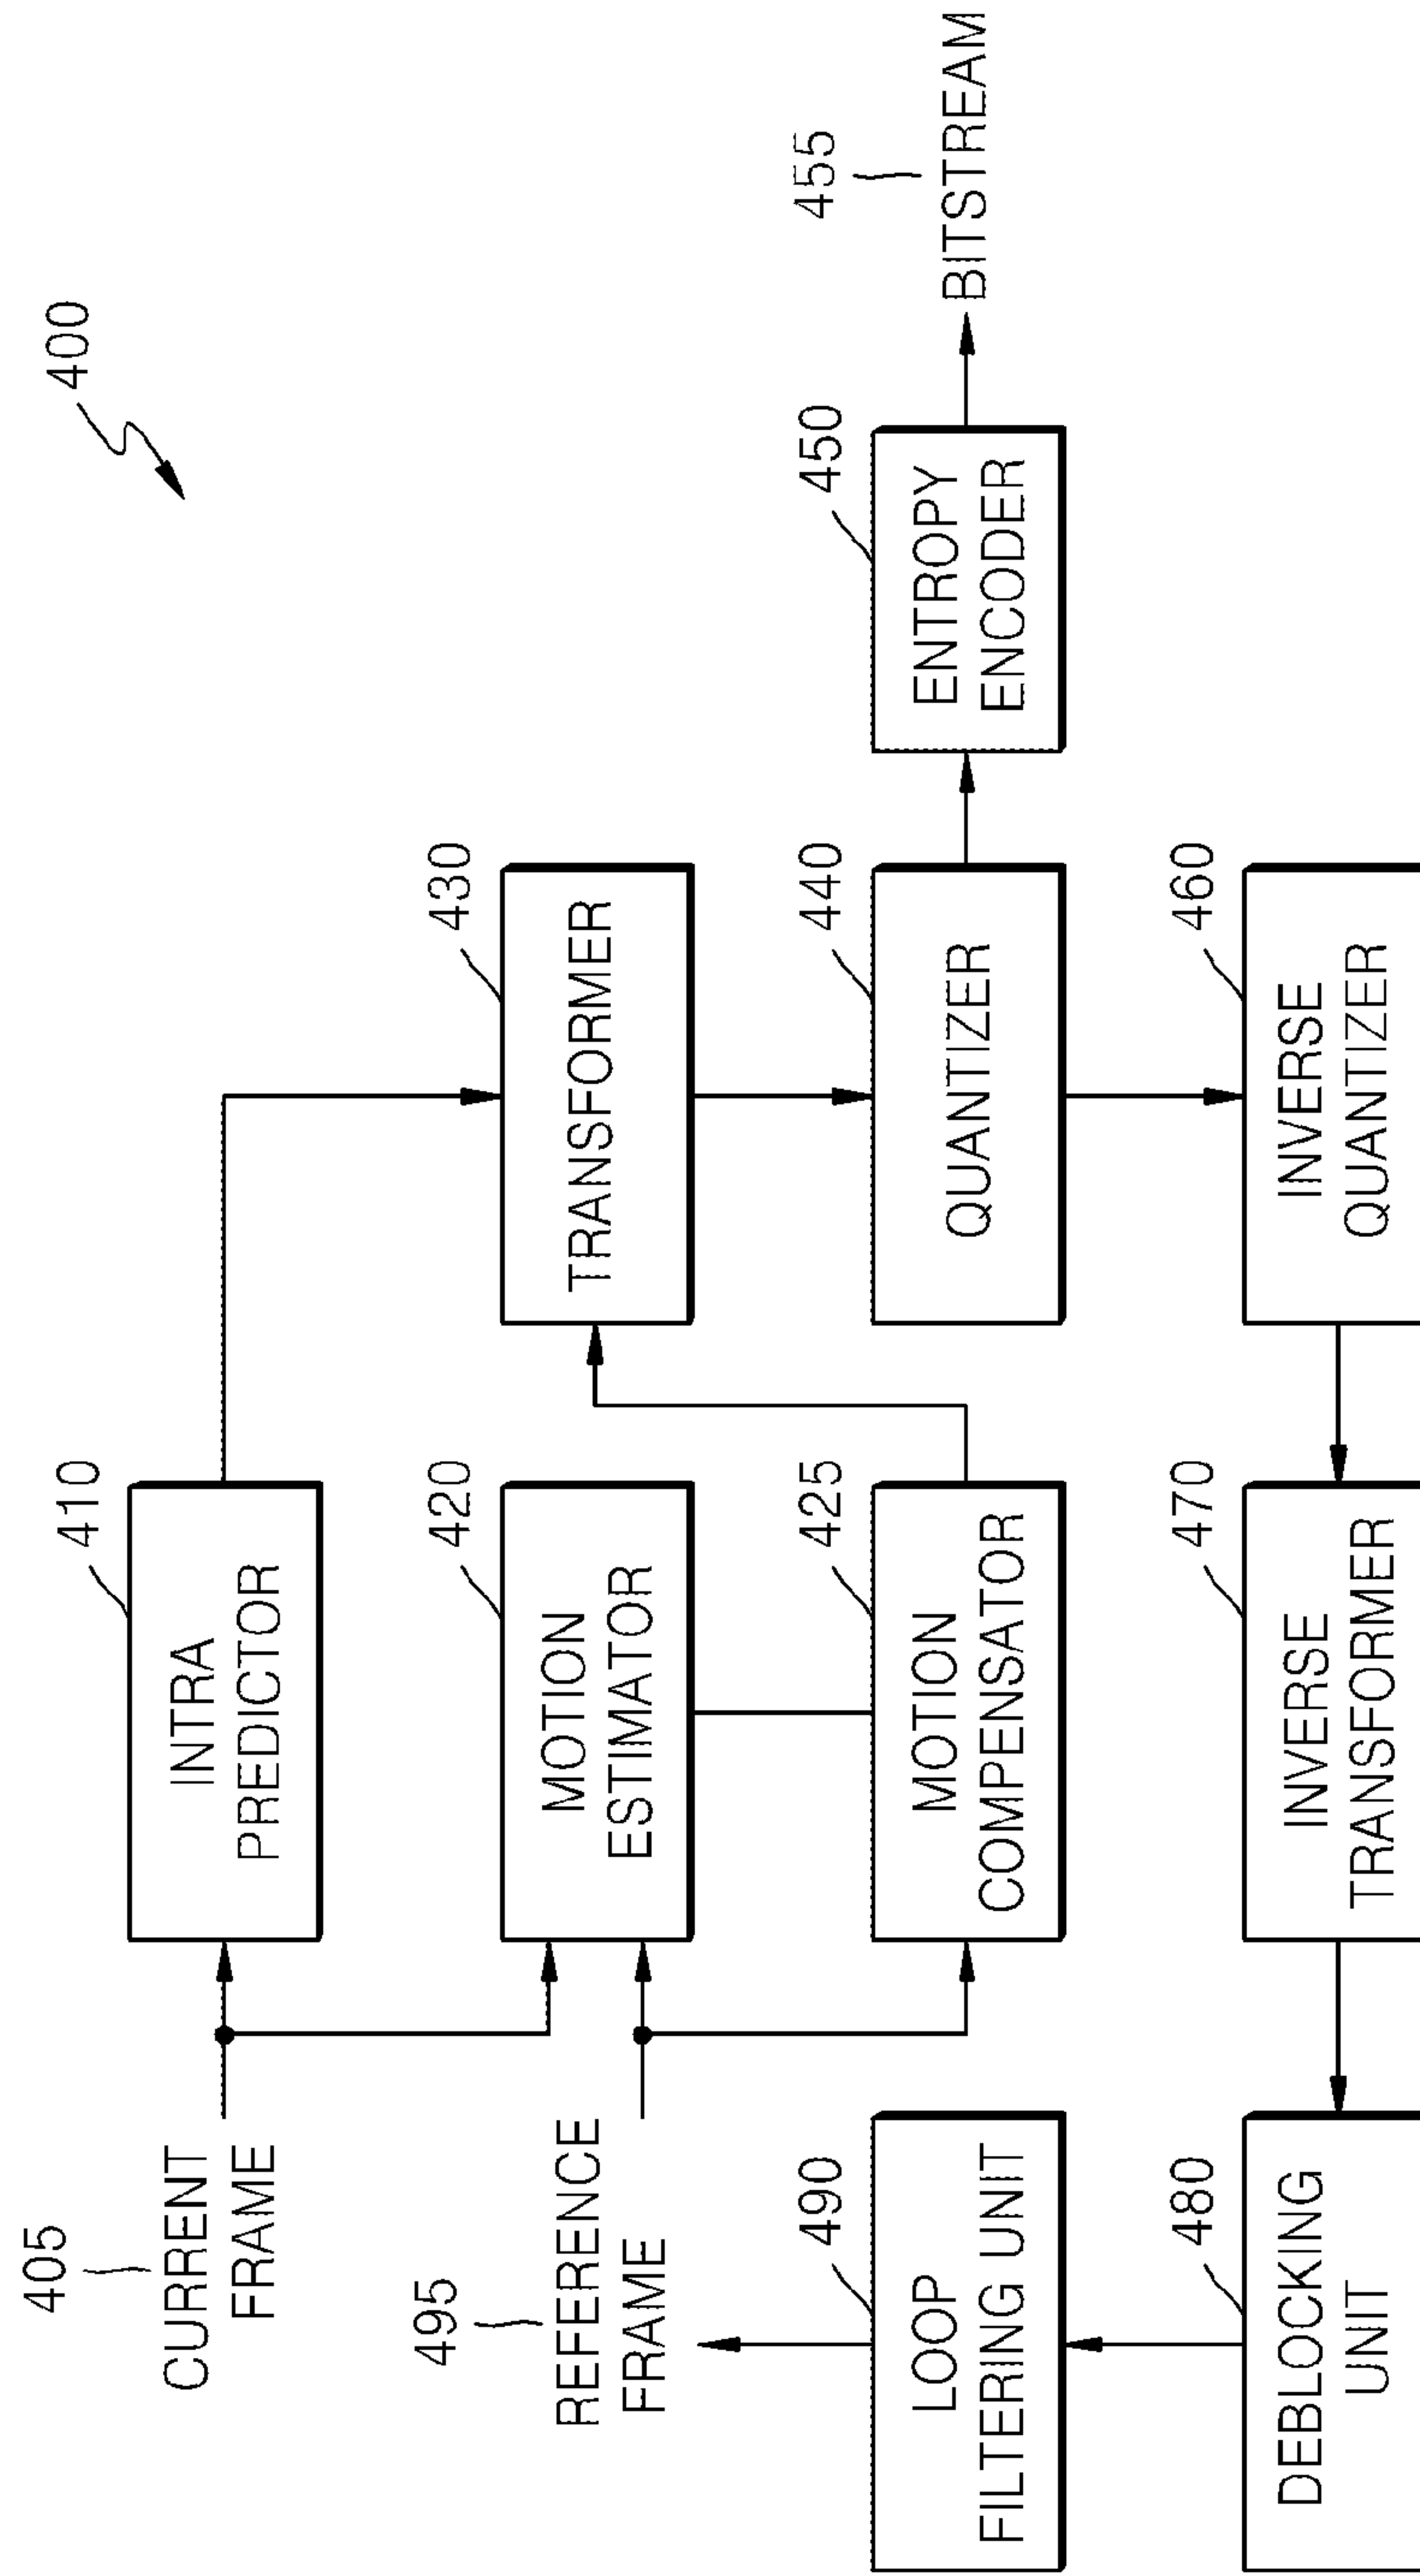 400
405
CURRENT
FRAME
410
INTRA
PREDICTOR
495
REFERENCE
FRAME
420
MOTION
ESTIMATOR
430
TRANSFORMER
490
LOOP
FILTERING UNIT
425
MOTION
COMPENSATOR
440
QUANTIZER
450
ENTROPY
ENCODER
455
BITSTREAM
480
DEBLOCKING
UNIT
470
INVERSE
TRANSFORMER
460
INVERSE
QUANTIZER